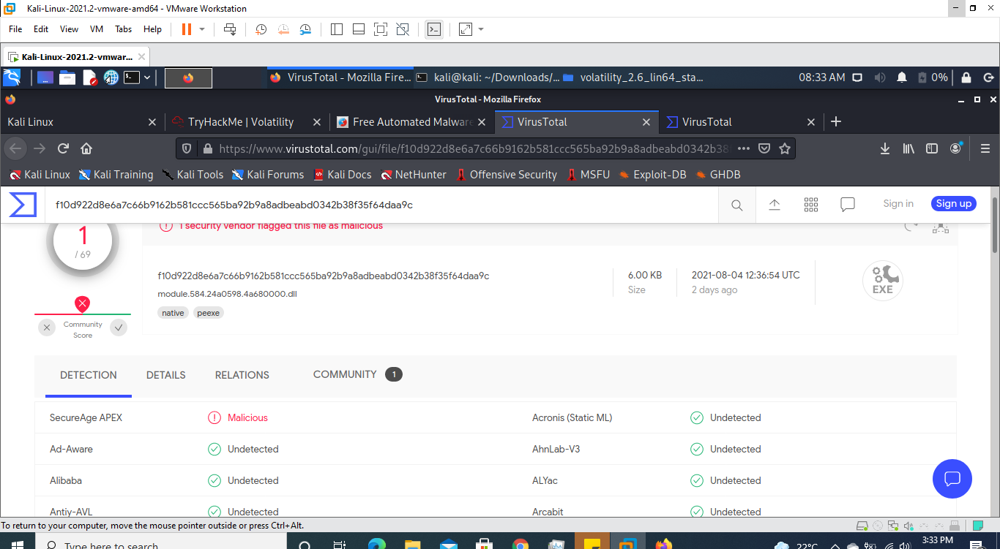 Kali-Linux-2021.2-vmware-amd64 - VMware Workstation
File Edit View VM Tabs Help
Kali-Linux-2021.2-vmwar...
VirusTotal - Mozilla Fire... kali@kali: ~/Downloads/... volatility_2.6_lin64_sta... 08:33 AM 0%
VirusTotal - Mozilla Firefox
Kali Linux TryHackMe | Volatility Free Automated Malware VirusTotal VirusTotal
https://www.virustotal.com/gui/file/f10d922d8e6a7c66b9162b581ccc565ba92b9a8adbeabd0342b38
Kali Linux Kali Training Kali Tools Kali Forums Kali Docs NetHunter Offensive Security MSFU Exploit-DB GHDB
f10d922d8e6a7c66b9162b581ccc565ba92b9a8adbeabd0342b38f35f64daa9c Sign in Sign up
1
/ 69
1 security vendor flagged this file as malicious
f10d922d8e6a7c66b9162b581ccc565ba92b9a8adbeabd0342b38f35f64daa9c
module.584.24a0598.4a680000.dll
native peexe
6.00 KB
Size
2021-08-04 12:36:54 UTC
2 days ago
EXE
Community
Score
DETECTION DETAILS RELATIONS COMMUNITY 1
SecureAge APEX Malicious Acronis (Static ML) Undetected
Ad-Aware Undetected AhnLab-V3 Undetected
Alibaba Undetected ALYac Undetected
Antiy-AVL Undetected Arcabit Undetected
To return to your computer, move the mouse pointer outside or press Ctrl+Alt.
Type here to search 22°C 3:33 PM